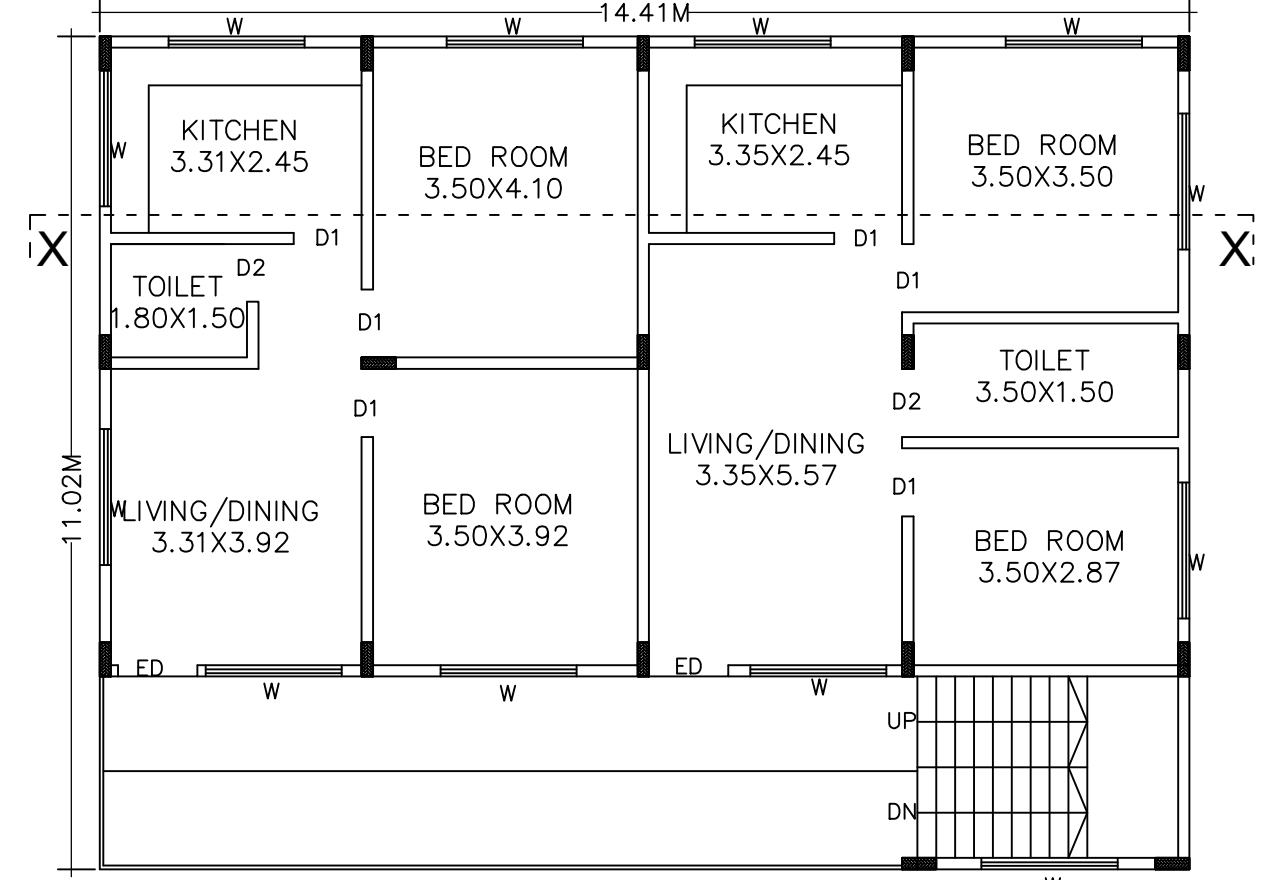 14.41M
W
W
W
W
KITCHEN
3.31X2.45
W
BED ROOM
3.50X4.10
KITCHEN
3.35X2.45
BED ROOM
3.50X3.50
W
X
X
D1
D1
D2
TOILET
1.80X1.50
D1
D1
TOILET
3.50X1.50
D1
D2
LIVING/DINING
3.35X5.57
D1
11.02M
W
LIVING/DINING
3.31X3.92
BED ROOM
3.50X3.92
BED ROOM
3.50X2.87
W
ED
ED
W
W
W
UP
DN